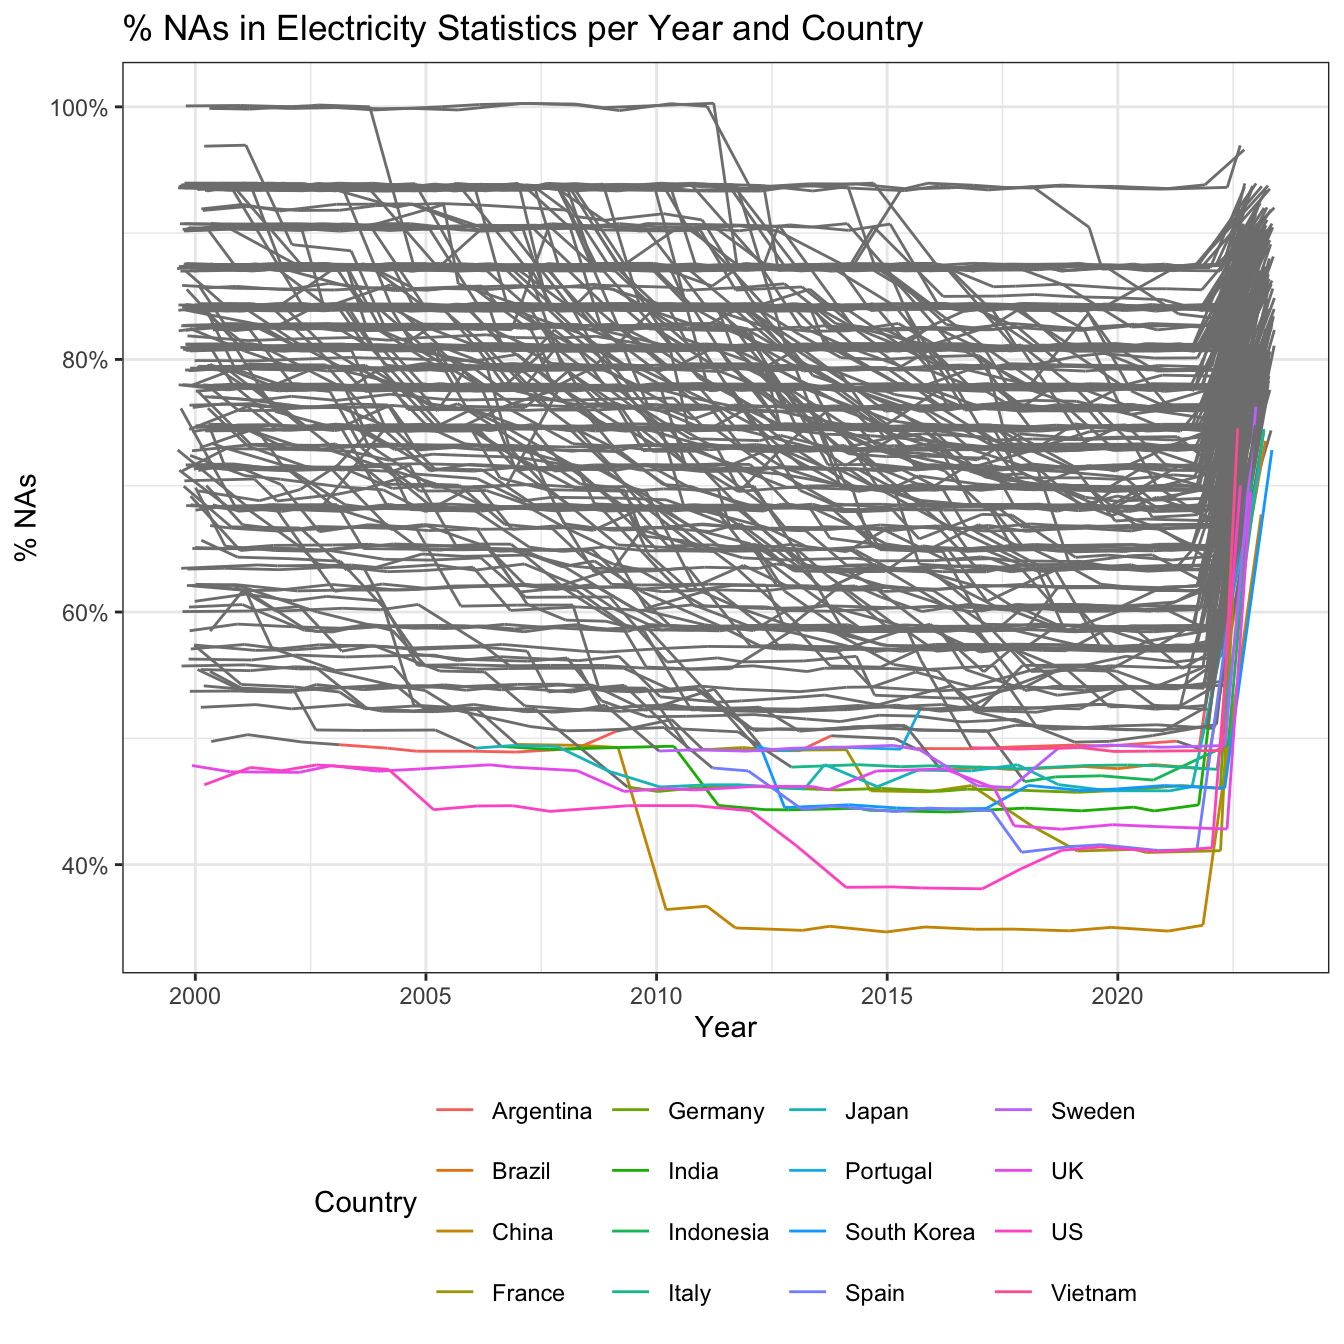 % NAs in Electricity Statistics per Year and Country
100%
80%
60%
40%
% NAs
2000 2005 2010 2015 2020
Year
Country
Argentina Germany Japan Sweden
Brazil India Portugal UK
China Indonesia South Korea US
France Italy Spain Vietnam